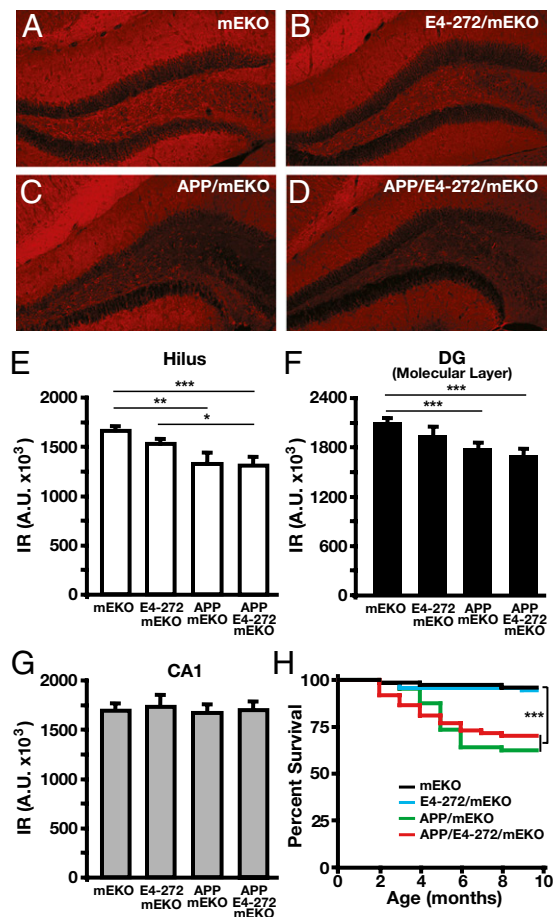 A
mEKO
B
E4-272/mEKO
C
APP/mEKO
D
APP/E4-272/mEKO
E
Hilus
IR (A.U. x10³)
2000
1500
1250
500
0
***
**
*
mEKO
E4-272
mEKO
APP
mEKO
APP
E4-272
mEKO
F
DG
(Molecular Layer)
IR (A.U. x10³)
2400
1800
1200
600
0
***
***
mEKO
E4-272
mEKO
APP
mEKO
APP
E4-272
mEKO
G
CA1
IR (A.U. x10³)
2000
1500
1250
500
0
mEKO
E4-272
mEKO
APP
mEKO
APP
E4-272
mEKO
H
Percent Survival
100
75
50
25
0
***
mEKO
E4-272/mEKO
APP/mEKO
APP/E4-272/mEKO
0
2
4
6
8
10
Age (months)